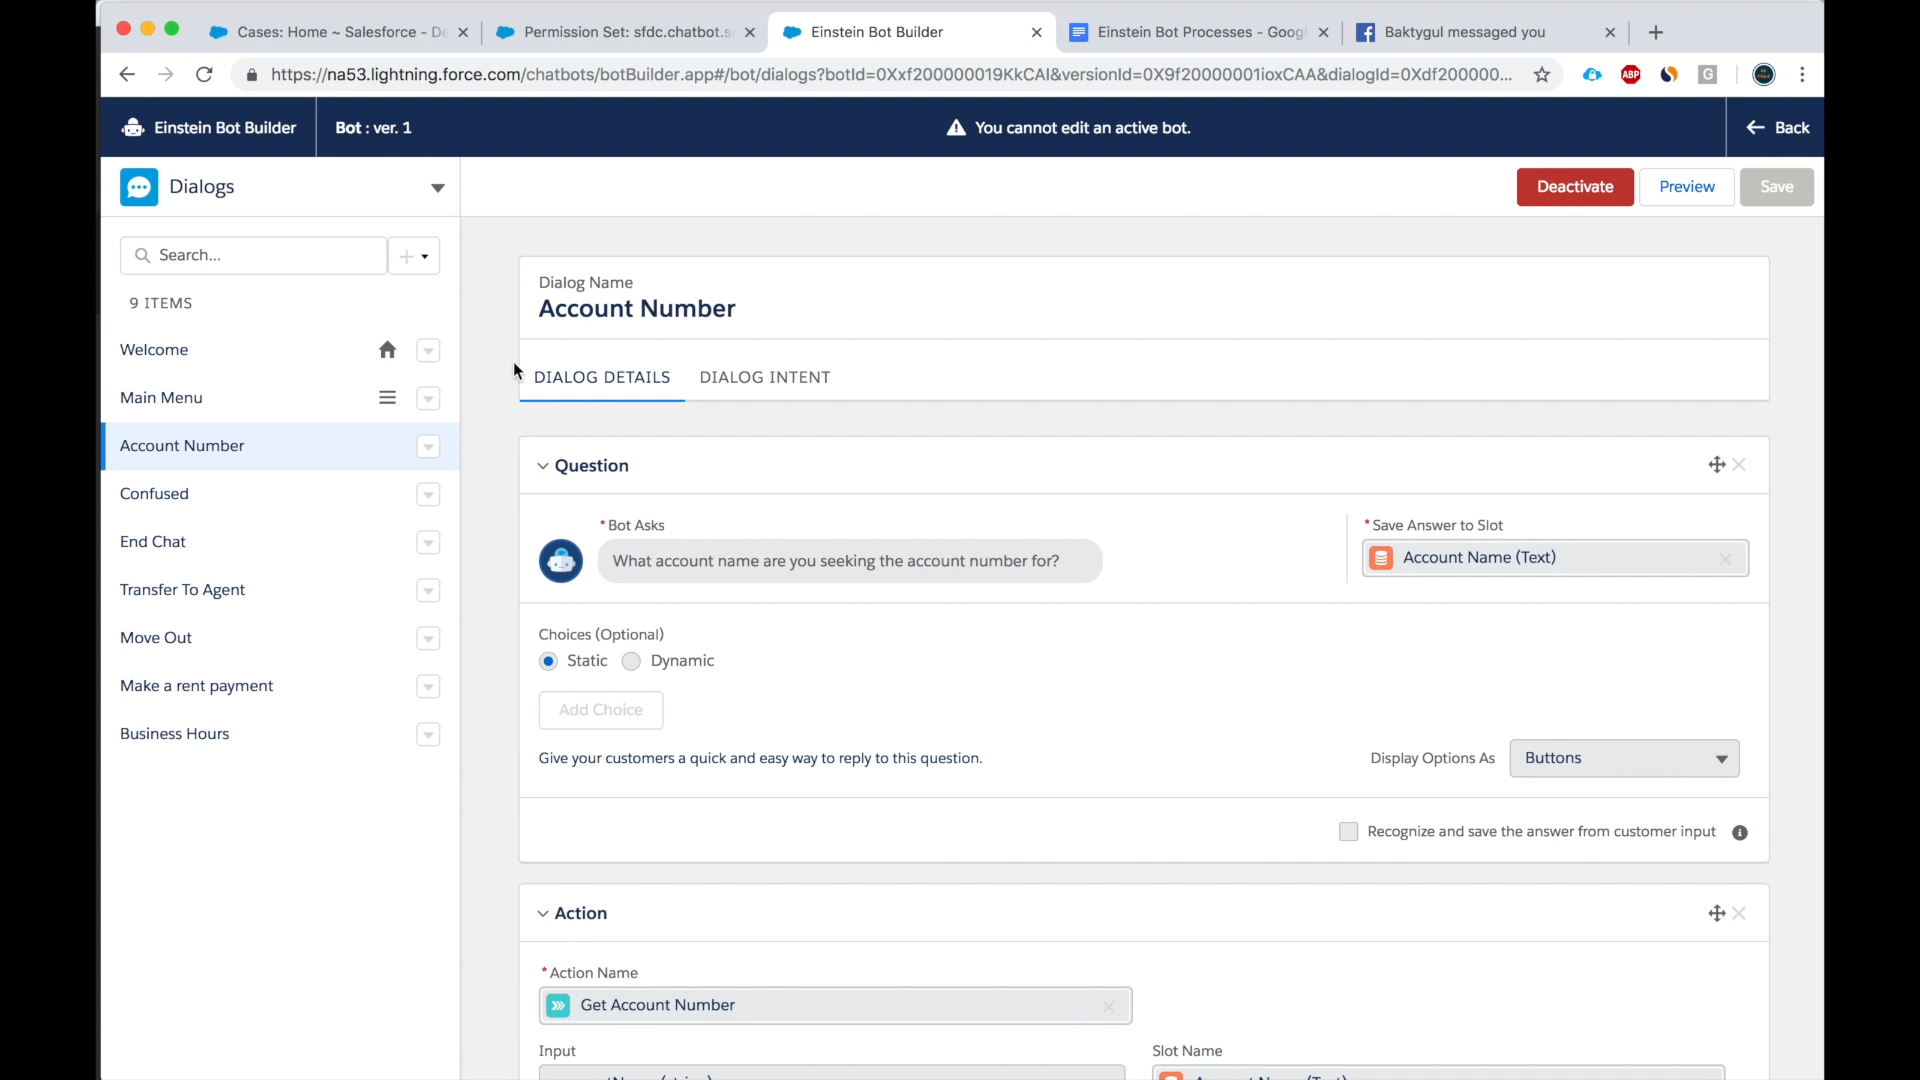 Cases: Home ~ Salesforce - De
Permission Set: sfdc.chatbot.s
Einstein Bot Builder
Einstein Bot Processes - Googl
Baktygul messaged you
https://na53.lightning.force.com/chatbots/botBuilder.app#/bot/dialogs?botId=0Xxf200000019KkCAI&versionId=0X9f20000001ioxCAA&dialogId=0Xdf200000...
ABP
G
Einstein Bot Builder
Bot : ver. 1
You cannot edit an active bot.
Back
Dialogs
Deactivate
Preview
Save
Search...
9 ITEMS
Welcome
Main Menu
Account Number
Confused
End Chat
Transfer To Agent
Move Out
Make a rent payment
Business Hours
Dialog Name
Account Number
DIALOG DETAILS
DIALOG INTENT
Question
* Bot Asks
What account name are you seeking the account number for?
* Save Answer to Slot
Account Name (Text)
Choices (Optional)
Static
Dynamic
Add Choice
Give your customers a quick and easy way to reply to this question.
Display Options As
Buttons
Recognize and save the answer from customer input
Action
* Action Name
Get Account Number
Input
Slot Name
Account Name (Text)